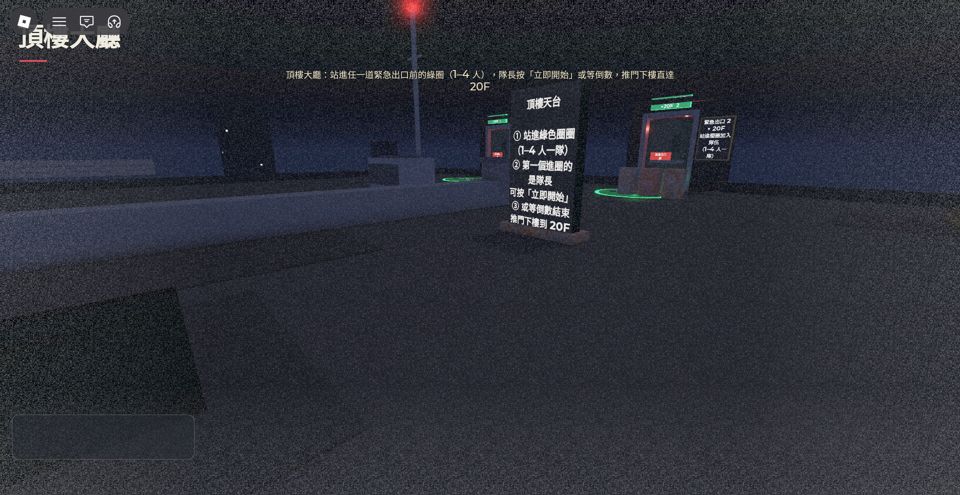 頂樓大廳
頂樓大廳：站進任一道緊急出口前的綠圈（1–4 人），隊長按「立即開始」或等倒數，推門下樓直達
20F
頂樓天台
① 站進綠色圈圈
（1–4 人一隊）
② 第一個進圈的
是隊長
可按「立即開始」
③ 或等倒數結束
推門下樓到 20F
緊急出口 2
站進綠圈加入
隊伍
（1–4 人一
隊）